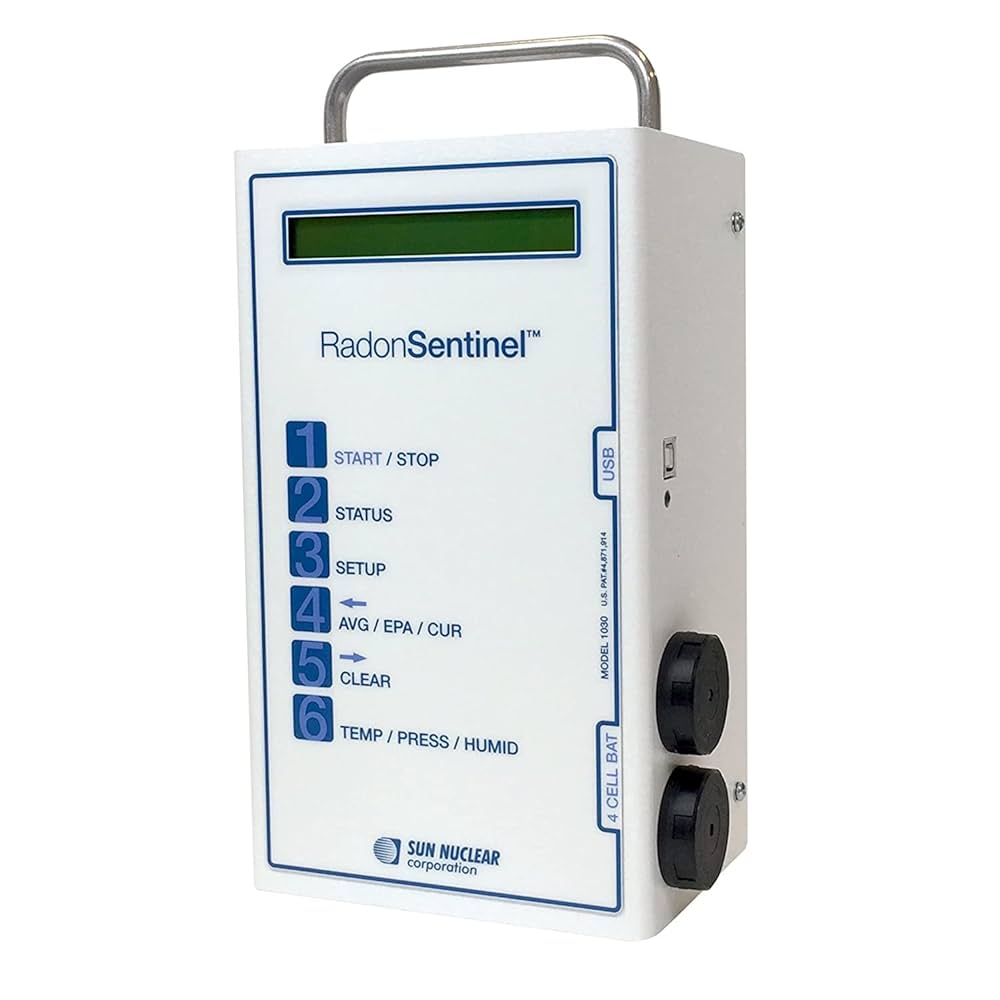 RadonSentinel™
1 START / STOP
2 STATUS
3 SETUP
4 ←
AVG / EPA / CUR
5 →
CLEAR
6 TEMP / PRESS / HUMID
USB
MODEL 1030 U.S. PAT.#4,871,914
4 CELL BAT
SUN NUCLEAR
corporation